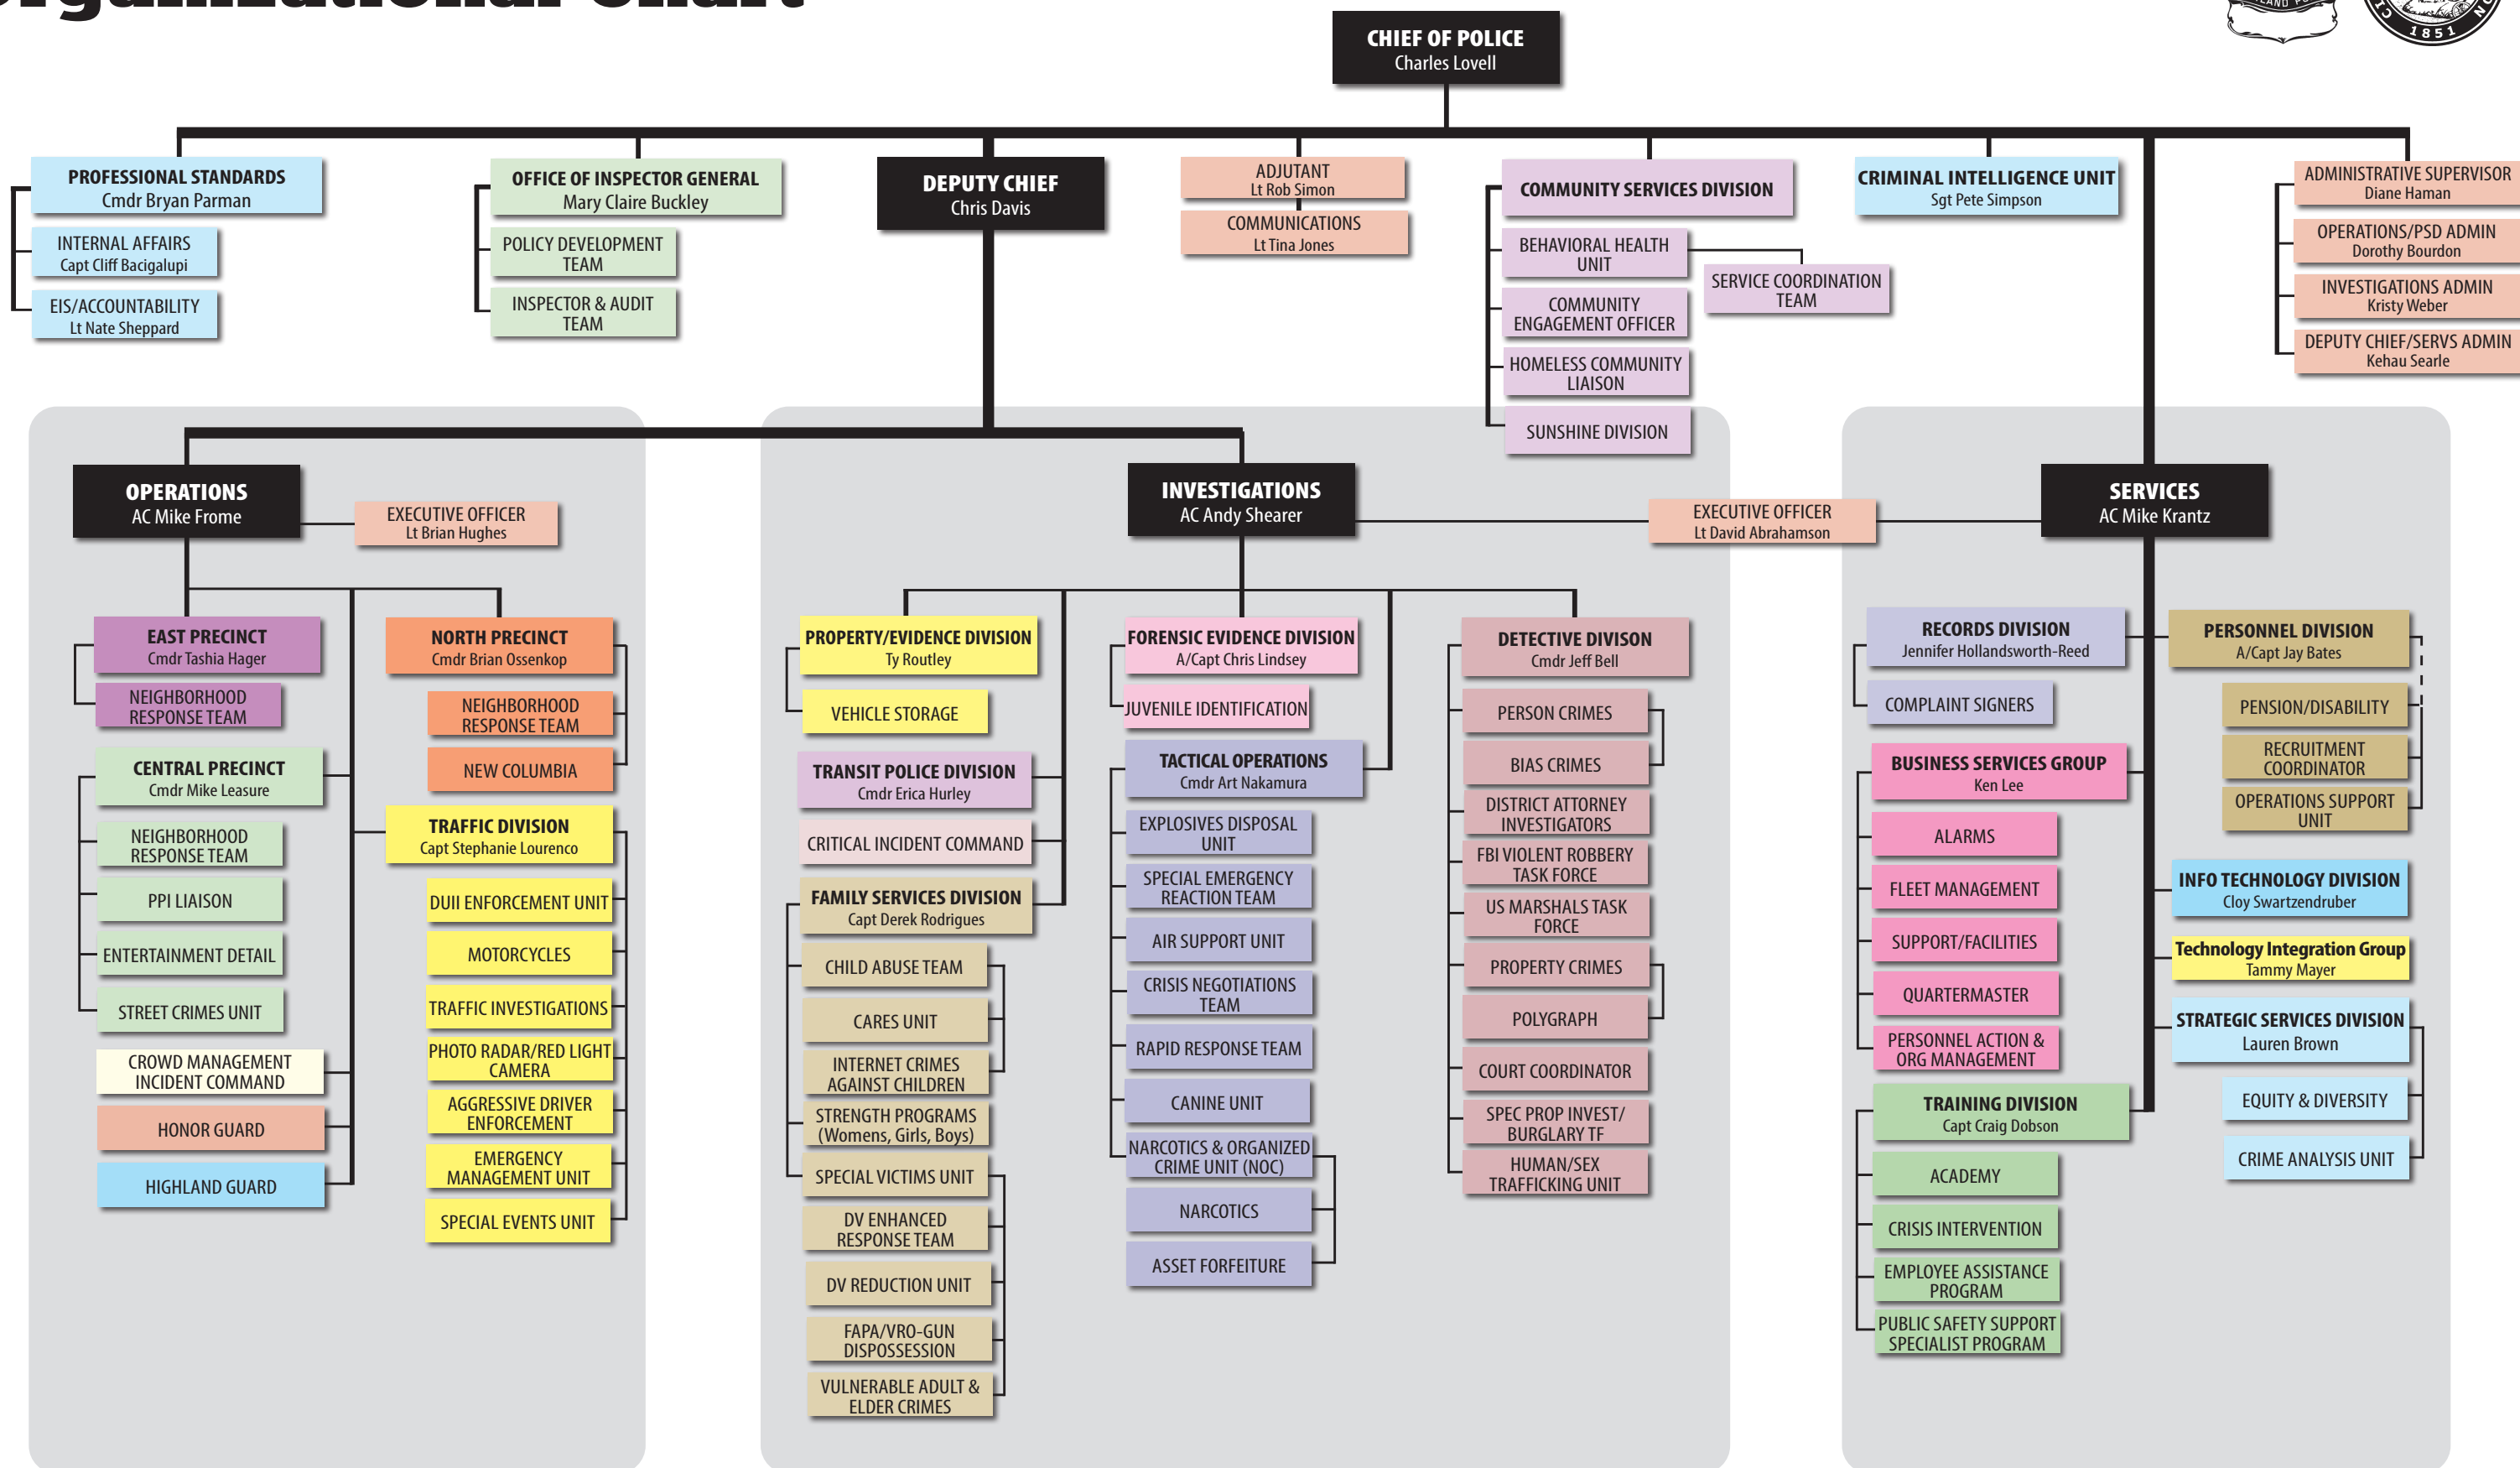 Organizational Chart
LAND PO
1851
CHIEF OF POLICE
Charles Lovell
PROFESSIONAL STANDARDS
Cmdr Bryan Parman
INTERNAL AFFAIRS
Capt Cliff Bacigalupi
EIS/ACCOUNTABILITY
Lt Nate Sheppard
OFFICE OF INSPECTOR GENERAL
Mary Claire Buckley
POLICY DEVELOPMENT
TEAM
INSPECTOR & AUDIT
TEAM
DEPUTY CHIEF
Chris Davis
ADJUTANT
Lt Rob Simon
COMMUNICATIONS
Lt Tina Jones
COMMUNITY SERVICES DIVISION
BEHAVIORAL HEALTH
UNIT
SERVICE COORDINATION
TEAM
COMMUNITY
ENGAGEMENT OFFICER
HOMELESS COMMUNITY
LIAISON
SUNSHINE DIVISION
CRIMINAL INTELLIGENCE UNIT
Sgt Pete Simpson
ADMINISTRATIVE SUPERVISOR
Diane Haman
OPERATIONS/PSD ADMIN
Dorothy Bourdon
INVESTIGATIONS ADMIN
Kristy Weber
DEPUTY CHIEF/SERVS ADMIN
Kehau Searle
OPERATIONS
AC Mike Frome
EXECUTIVE OFFICER
Lt Brian Hughes
EAST PRECINCT
Cmdr Tashia Hager
NEIGHBORHOOD
RESPONSE TEAM
CENTRAL PRECINCT
Cmdr Mike Leasure
NEIGHBORHOOD
RESPONSE TEAM
PPI LIAISON
ENTERTAINMENT DETAIL
STREET CRIMES UNIT
CROWD MANAGEMENT
INCIDENT COMMAND
HONOR GUARD
HIGHLAND GUARD
NORTH PRECINCT
Cmdr Brian Ossenkop
NEIGHBORHOOD
RESPONSE TEAM
NEW COLUMBIA
TRAFFIC DIVISION
Capt Stephanie Lourenco
DUII ENFORCEMENT UNIT
MOTORCYCLES
TRAFFIC INVESTIGATIONS
PHOTO RADAR/RED LIGHT
CAMERA
AGGRESSIVE DRIVER
ENFORCEMENT
EMERGENCY
MANAGEMENT UNIT
SPECIAL EVENTS UNIT
INVESTIGATIONS
AC Andy Shearer
EXECUTIVE OFFICER
Lt David Abrahamson
PROPERTY/EVIDENCE DIVISION
Ty Routley
VEHICLE STORAGE
TRANSIT POLICE DIVISION
Cmdr Erica Hurley
CRITICAL INCIDENT COMMAND
FAMILY SERVICES DIVISION
Capt Derek Rodrigues
CHILD ABUSE TEAM
CARES UNIT
INTERNET CRIMES
AGAINST CHILDREN
STRENGTH PROGRAMS
(Womens, Girls, Boys)
SPECIAL VICTIMS UNIT
DV ENHANCED
RESPONSE TEAM
DV REDUCTION UNIT
FAPA/VRO-GUN
DISPOSSESSION
VULNERABLE ADULT &
ELDER CRIMES
FORENSIC EVIDENCE DIVISION
A/Capt Chris Lindsey
JUVENILE IDENTIFICATION
TACTICAL OPERATIONS
Cmdr Art Nakamura
EXPLOSIVES DISPOSAL
UNIT
SPECIAL EMERGENCY
REACTION TEAM
AIR SUPPORT UNIT
CRISIS NEGOTIATIONS
TEAM
RAPID RESPONSE TEAM
CANINE UNIT
NARCOTICS & ORGANIZED
CRIME UNIT (NOC)
NARCOTICS
ASSET FORFEITURE
DETECTIVE DIVISON
Cmdr Jeff Bell
PERSON CRIMES
BIAS CRIMES
DISTRICT ATTORNEY
INVESTIGATORS
FBI VIOLENT ROBBERY
TASK FORCE
US MARSHALS TASK
FORCE
PROPERTY CRIMES
POLYGRAPH
COURT COORDINATOR
SPEC PROP INVEST/
BURGLARY TF
HUMAN/SEX
TRAFFICKING UNIT
SERVICES
AC Mike Krantz
RECORDS DIVISION
Jennifer Hollandsworth-Reed
COMPLAINT SIGNERS
BUSINESS SERVICES GROUP
Ken Lee
ALARMS
FLEET MANAGEMENT
SUPPORT/FACILITIES
QUARTERMASTER
PERSONNEL ACTION &
ORG MANAGEMENT
TRAINING DIVISION
Capt Craig Dobson
ACADEMY
CRISIS INTERVENTION
EMPLOYEE ASSISTANCE
PROGRAM
PUBLIC SAFETY SUPPORT
SPECIALIST PROGRAM
PERSONNEL DIVISION
A/Capt Jay Bates
PENSION/DISABILITY
RECRUITMENT
COORDINATOR
OPERATIONS SUPPORT
UNIT
INFO TECHNOLOGY DIVISION
Cloy Swartzendruber
Technology Integration Group
Tammy Mayer
STRATEGIC SERVICES DIVISION
Lauren Brown
EQUITY & DIVERSITY
CRIME ANALYSIS UNIT